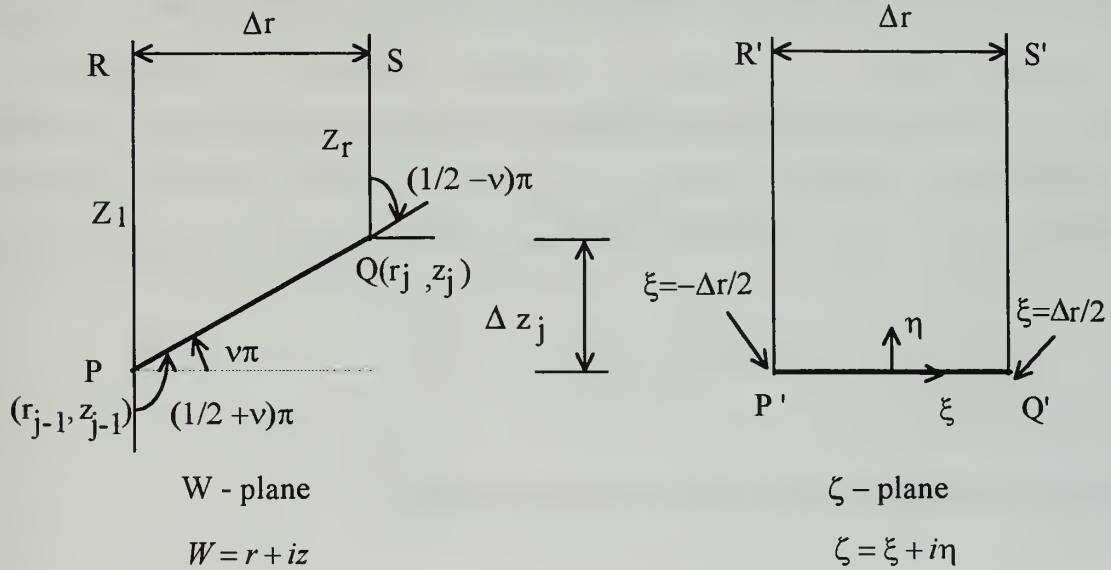 Δr
R
S
Z_r
(1/2 –ν)π
Z_l
Q(r_j ,z_j)
Δ z_j
P
νπ
(r_{j-1}, z_{j-1})
(1/2 +ν)π
W - plane
W = r + iz
Δr
R'
S'
ξ=–Δr/2
ξ=Δr/2
η
P'
ξ
Q'
ζ – plane
ζ = ξ + iη